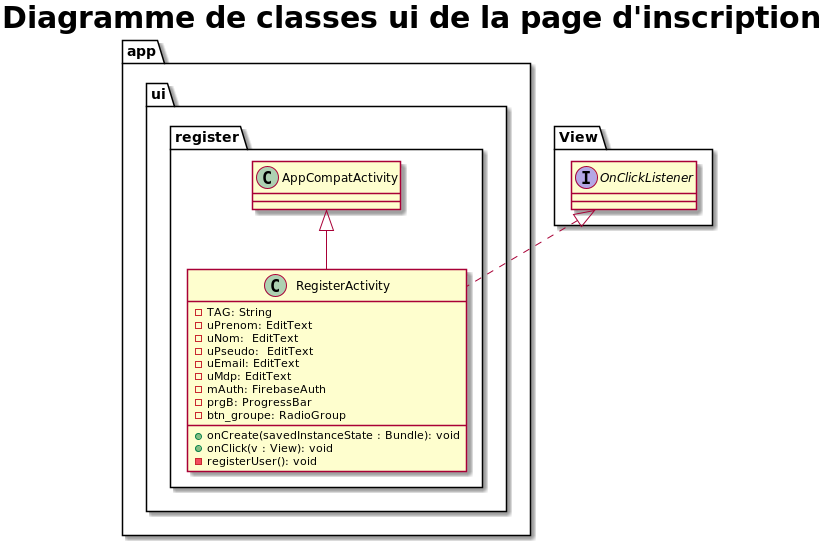 Diagramme de classes ui de la page d'inscription
app
ui
register
View
C AppCompatActivity
I OnClickListener
C RegisterActivity
TAG: String
uPrenom: EditText
uNom:  EditText
uPseudo:  EditText
uEmail: EditText
uMdp: EditText
mAuth: FirebaseAuth
prgB: ProgressBar
btn_groupe: RadioGroup
onCreate(savedInstanceState : Bundle): void
onClick(v : View): void
registerUser(): void